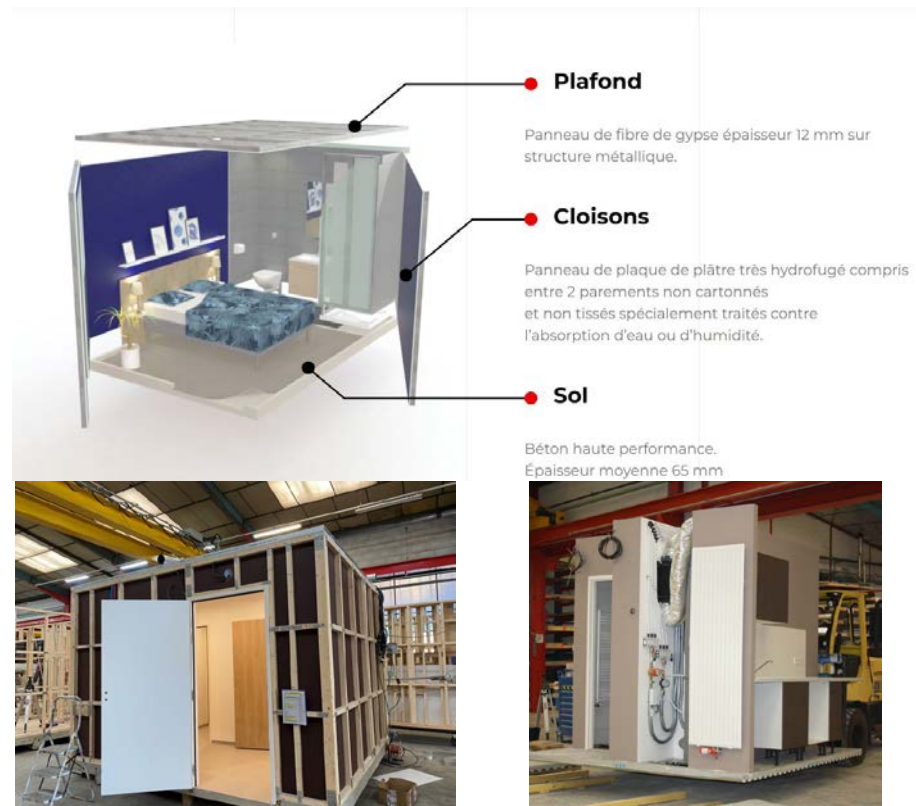 Plafond
Panneau de fibre de gypse épaisseur 12 mm sur
structure métallique.
Cloisons
Panneau de plaque de plâtre très hydrofugé compris
entre 2 parements non cartonnés
et non tissés spécialement traités contre
l'absorption d'eau ou d'humidité.
Sol
Béton haute performance.
Épaisseur moyenne 65 mm